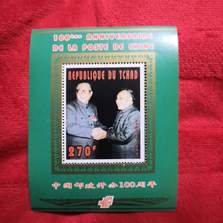 100ème ANNIVERSAIRE
DE LA POSTE DE CHINE
REPUBLIQUE DU TCHAD
270F
中国邮政开办100周年